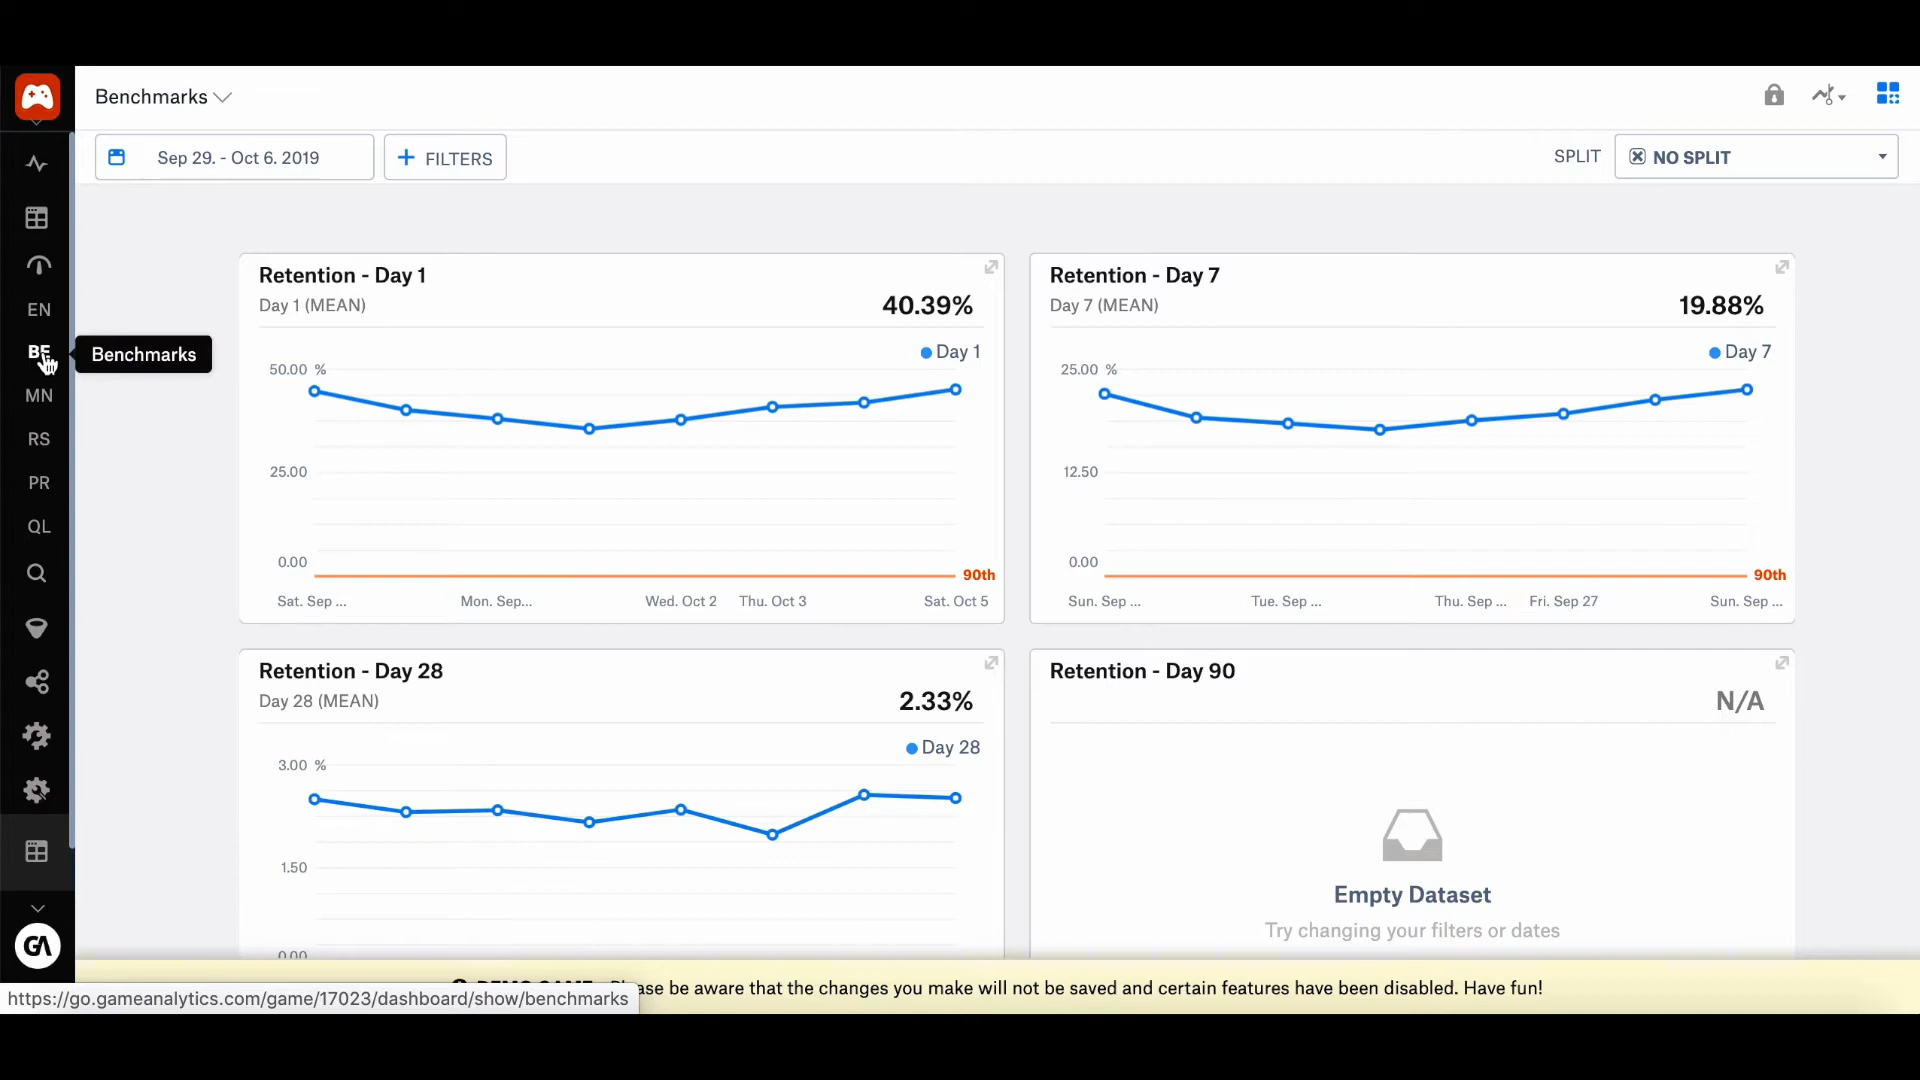 Benchmarks
Sep 29. - Oct 6. 2019
+ FILTERS
SPLIT
NO SPLIT
EN
BE
Benchmarks
MN
RS
PR
QL
GA
Retention - Day 1
Day 1 (MEAN)
40.39%
Day 1
50.00 %
25.00
0.00
90th
Sat. Sep ...
Mon. Sep...
Wed. Oct 2
Thu. Oct 3
Sat. Oct 5
Retention - Day 7
Day 7 (MEAN)
19.88%
Day 7
25.00 %
12.50
0.00
90th
Sun. Sep ...
Tue. Sep ...
Thu. Sep ...
Fri. Sep 27
Sun. Sep ...
Retention - Day 28
Day 28 (MEAN)
2.33%
Day 28
3.00 %
1.50
0.00
Retention - Day 90
N/A
Empty Dataset
Try changing your filters or dates
DEMO GAME - Please be aware that the changes you make will not be saved and certain features have been disabled. Have fun!
https://go.gameanalytics.com/game/17023/dashboard/show/benchmarks